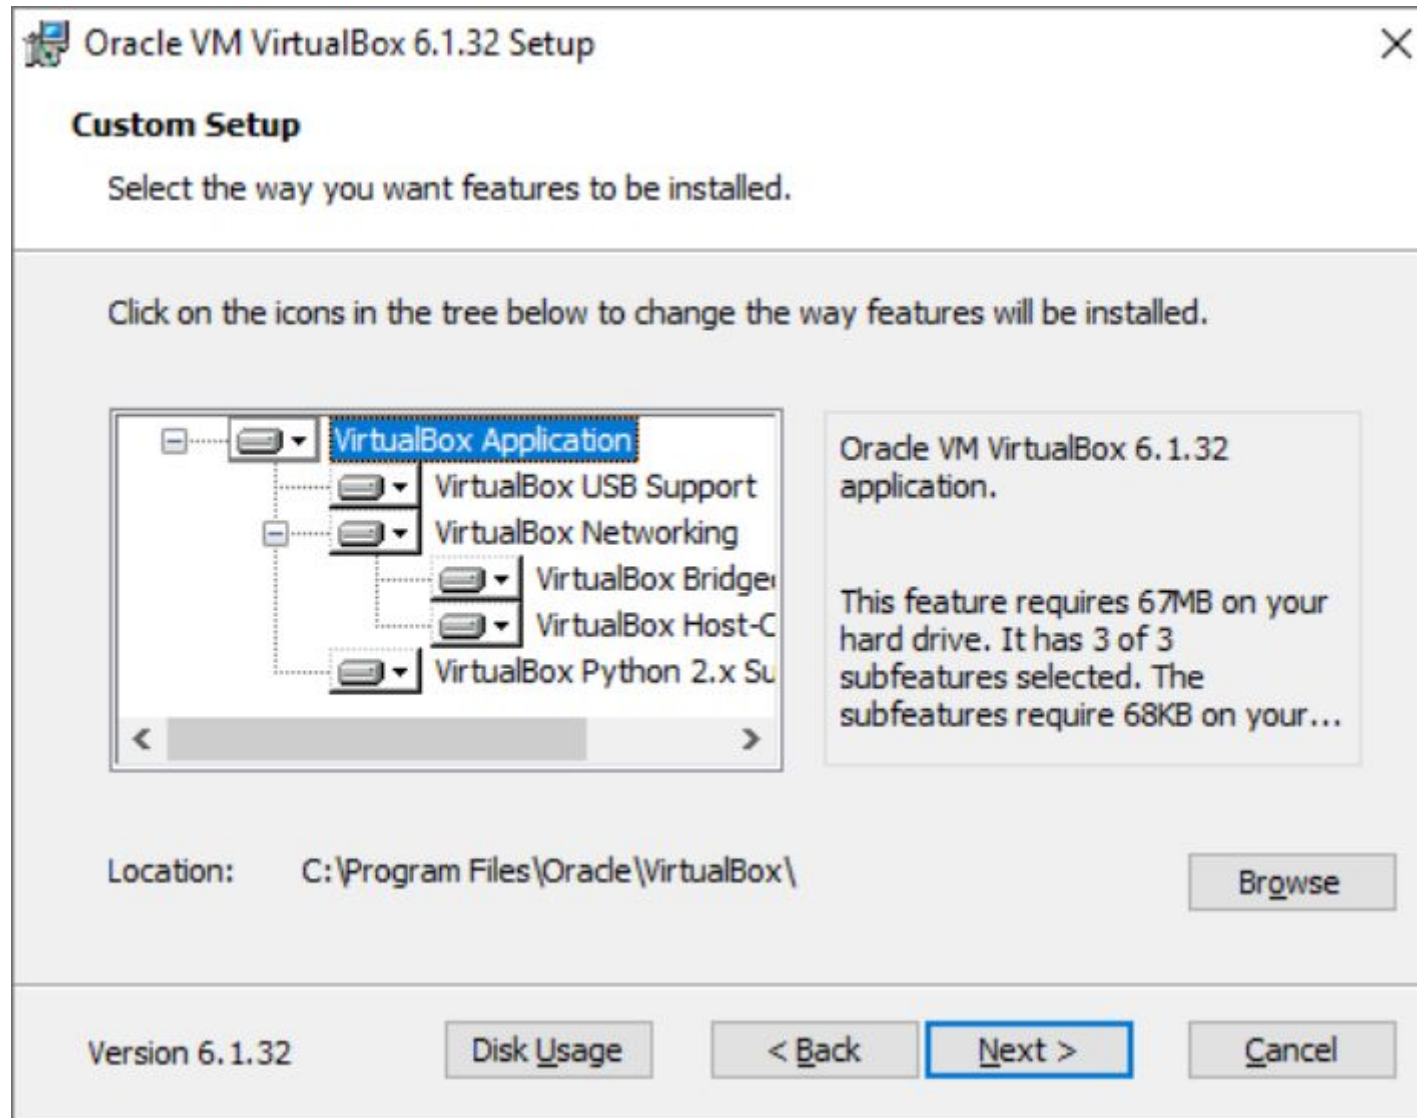 Oracle VM VirtualBox 6.1.32 Setup
Custom Setup
Select the way you want features to be installed.
Click on the icons in the tree below to change the way features will be installed.
VirtualBox Application
VirtualBox USB Support
VirtualBox Networking
VirtualBox Bridge
VirtualBox Host-C
VirtualBox Python 2.x Su
Oracle VM VirtualBox 6.1.32
application.
This feature requires 67MB on your
hard drive. It has 3 of 3
subfeatures selected. The
subfeatures require 68KB on your...
Location: C:\Program Files\Oracle\VirtualBox\
Browse
Version 6.1.32
Disk Usage
< Back
Next >
Cancel